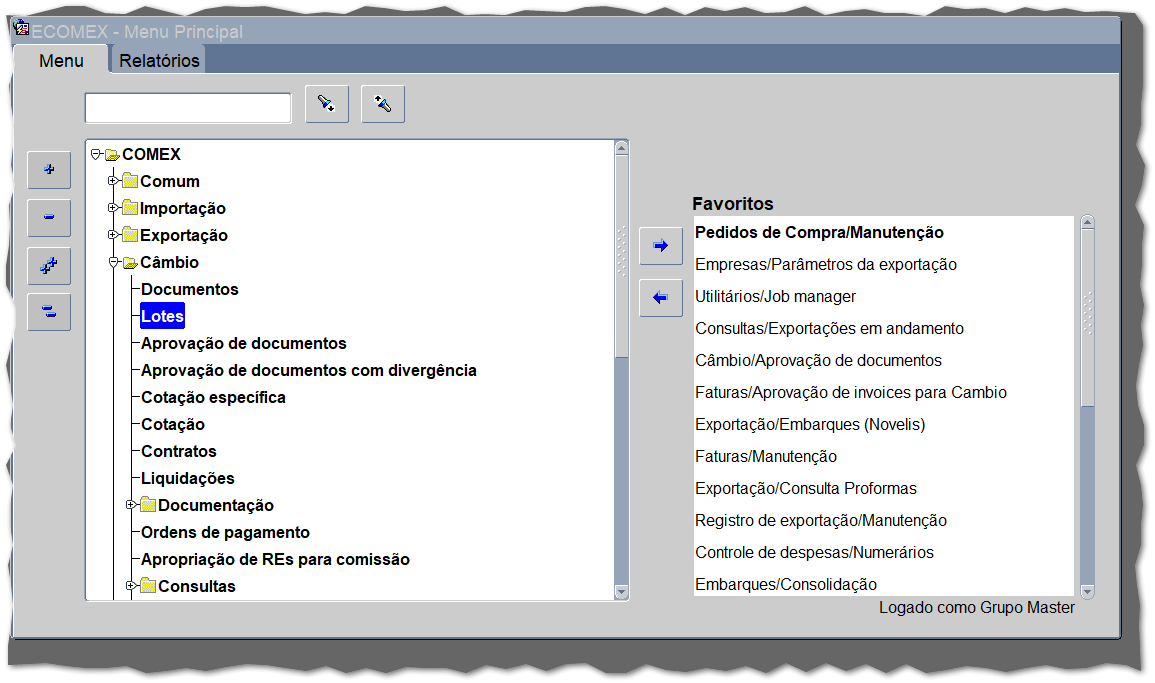 ECOMEX - Menu Principal
Menu
Relatórios
COMEX
Comum
Importação
Exportação
Câmbio
Documentos
Lotes
Aprovação de documentos
Aprovação de documentos com divergência
Cotação específica
Cotação
Contratos
Liquidações
Documentação
Ordens de pagamento
Apropriação de REs para comissão
Consultas
Favoritos
Pedidos de Compra/Manutenção
Empresas/Parâmetros da exportação
Utilitários/Job manager
Consultas/Exportações em andamento
Câmbio/Aprovação de documentos
Faturas/Aprovação de invoices para Cambio
Exportação/Embarques (Novelis)
Faturas/Manutenção
Exportação/Consulta Proformas
Registro de exportação/Manutenção
Controle de despesas/Numerários
Embarques/Consolidação
Logado como Grupo Master